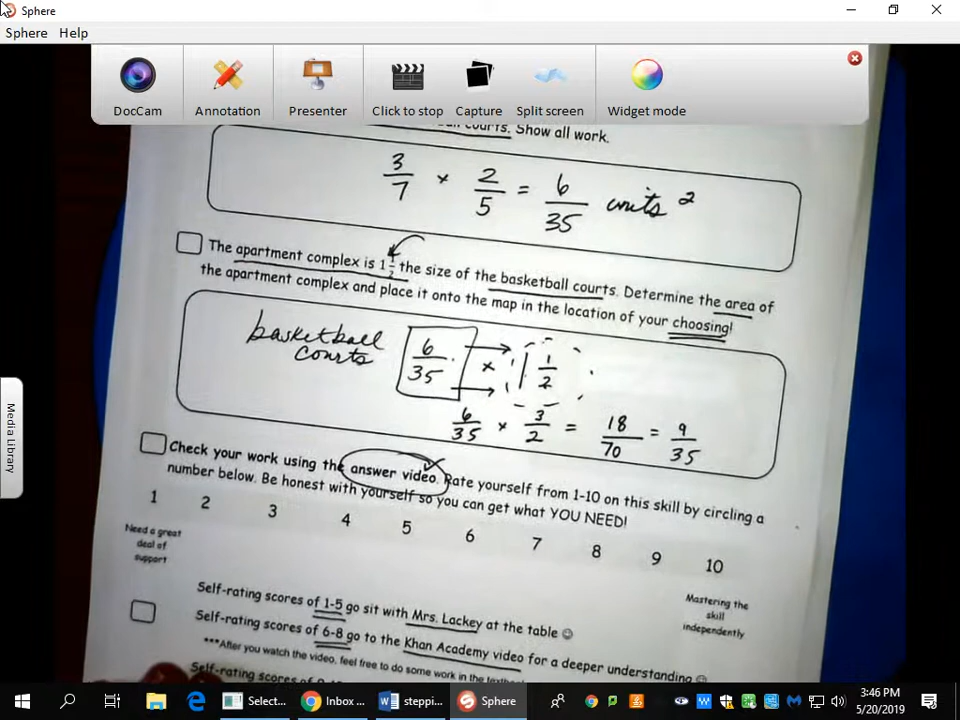 Sphere
Sphere Help
DocCam Annotation Presenter Click to stop Capture Split screen Widget mode
courts. Show all work.
3/7 × 2/5 = 6/35 units ²
The apartment complex is 1 1/2 the size of the basketball courts. Determine the area of
the apartment complex and place it onto the map in the location of your choosing!
basketball
courts 6/35 × 1 1/2
6/35 × 3/2 = 18/70 = 9/35
Media Library
Check your work using the answer video. Rate yourself from 1-10 on this skill by circling a
number below. Be honest with yourself so you can get what YOU NEED!
1 2 3 4 5 6 7 8 9 10
Need a great
deal of
support
Mastering the
skill
independently
Self-rating scores of 1-5 go sit with Mrs. Lackey at the table ☺
Self-rating scores of 6-8 go to the Khan Academy video for a deeper understanding ☺
***After you watch the video, feel free to do some work in the
Self-rating scores of
Select... Inbox ... steppi... Sphere
3:46 PM
5/20/2019